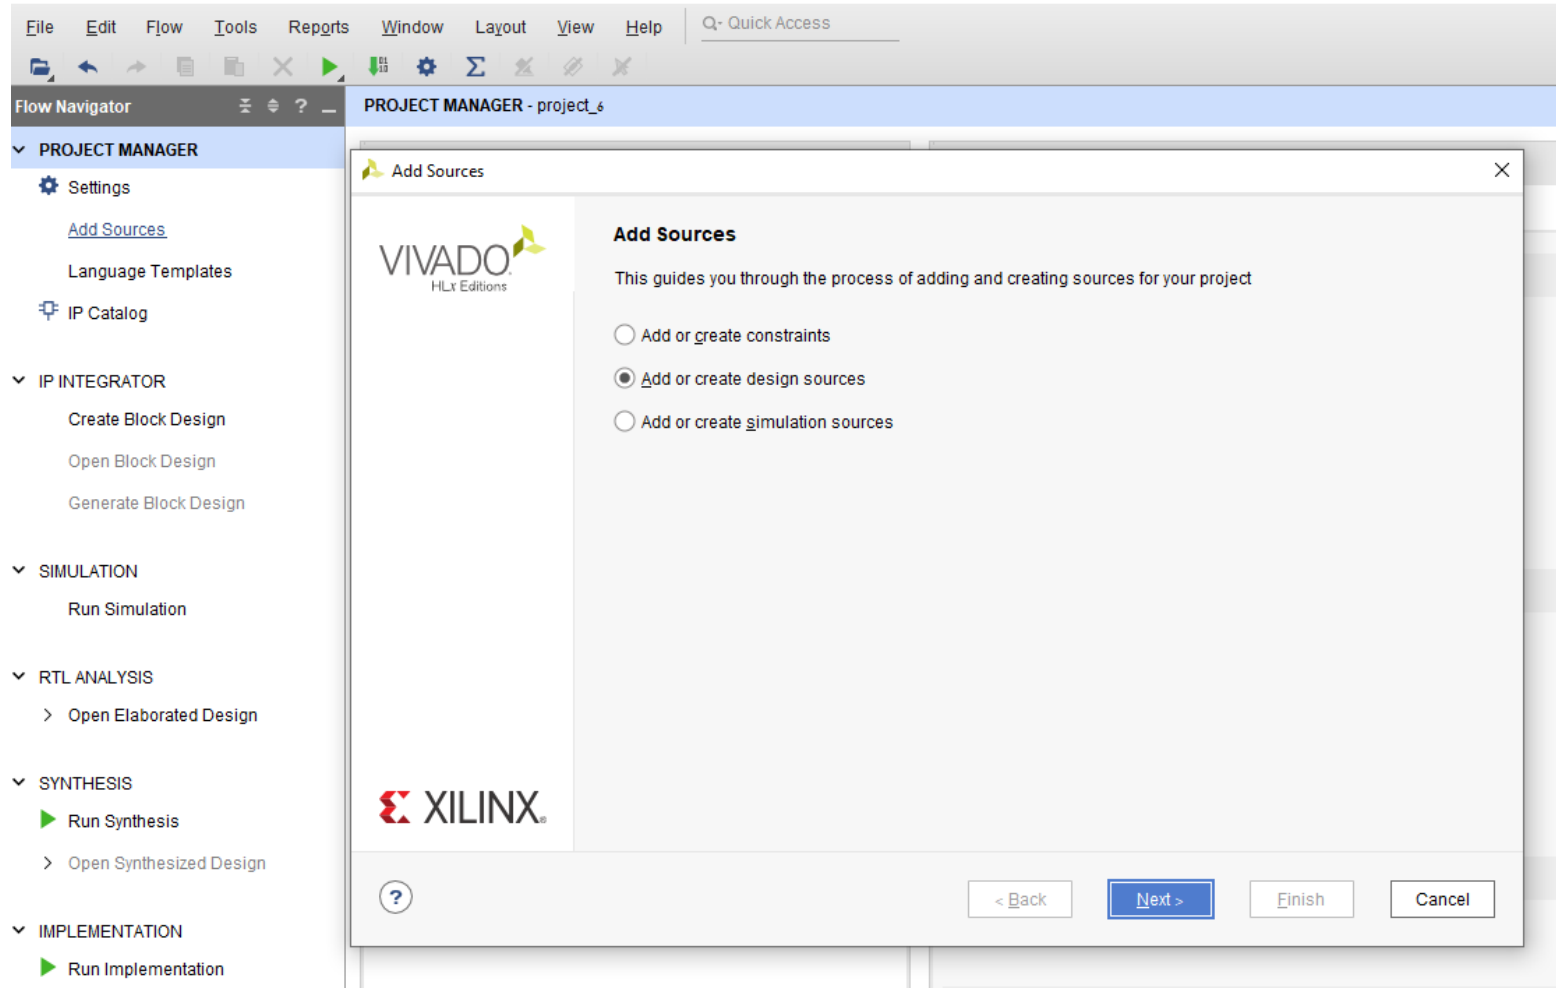 File Edit Flow Tools Reports Window Layout View Help Q- Quick Access
Flow Navigator ?
PROJECT MANAGER - project_6
PROJECT MANAGER
Settings
Add Sources
Language Templates
IP Catalog
IP INTEGRATOR
Create Block Design
Open Block Design
Generate Block Design
SIMULATION
Run Simulation
RTL ANALYSIS
Open Elaborated Design
SYNTHESIS
Run Synthesis
Open Synthesized Design
IMPLEMENTATION
Run Implementation
Add Sources
VIVADO.
HLx Editions
Add Sources
This guides you through the process of adding and creating sources for your project
Add or create constraints
Add or create design sources
Add or create simulation sources
XILINX.
?
< Back Next > Finish Cancel